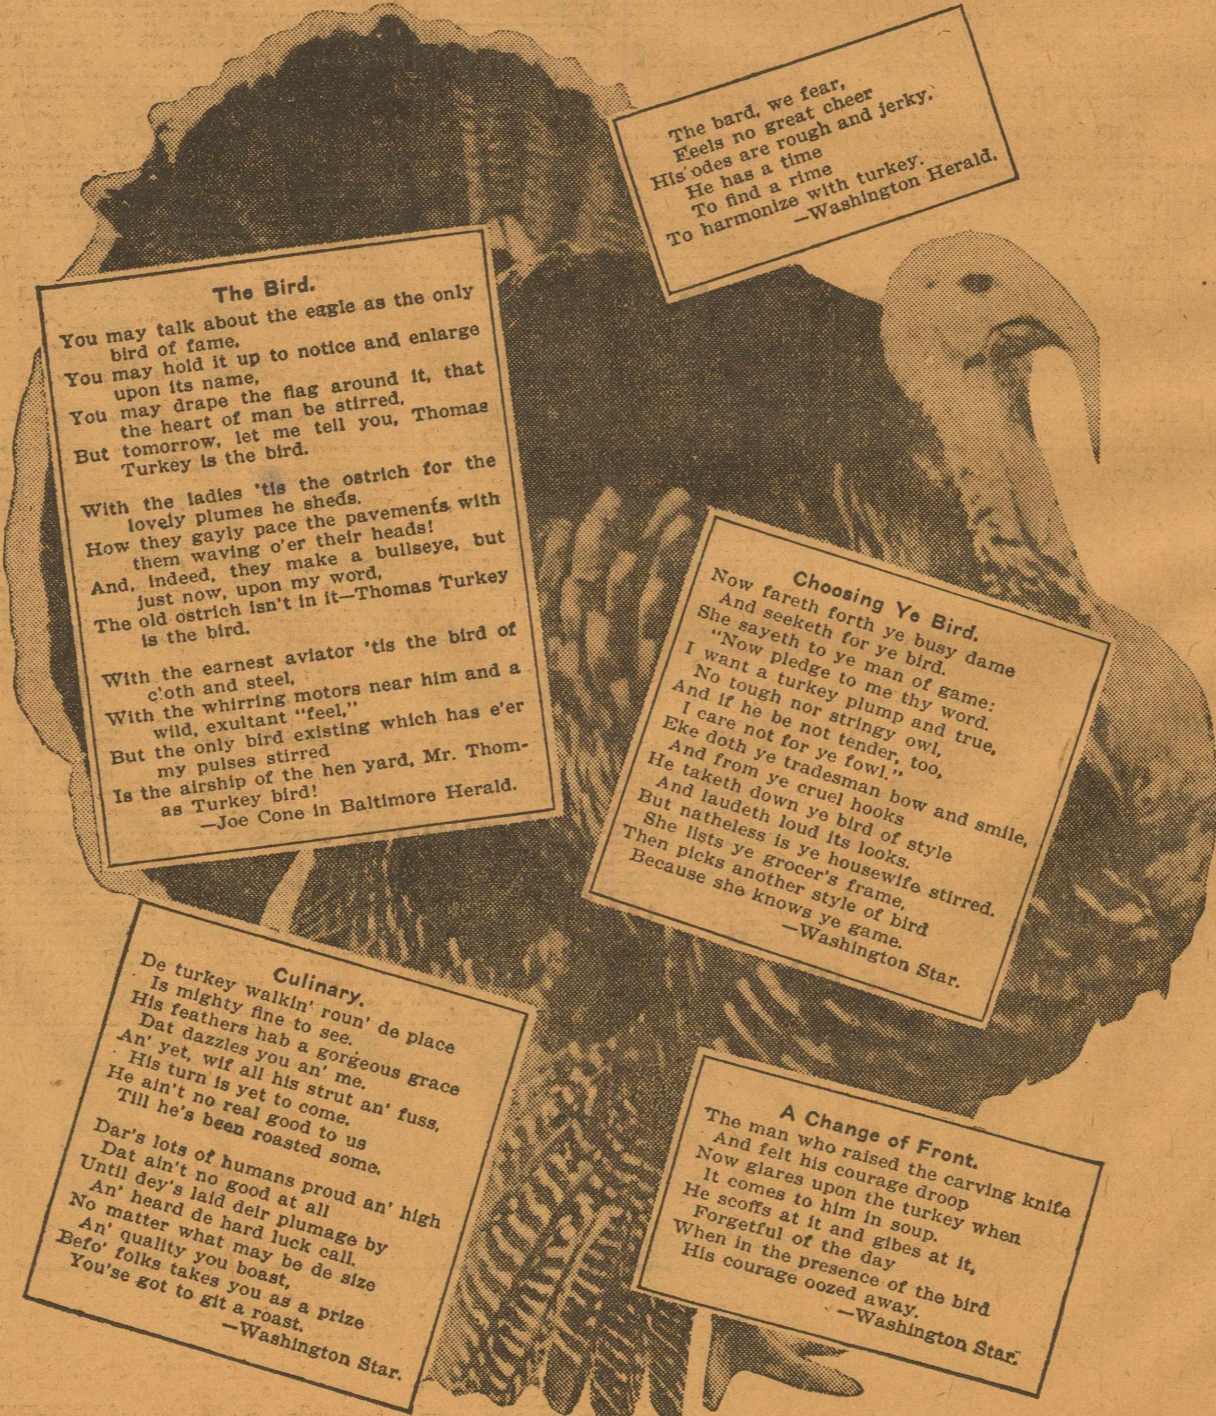 The bard, we fear,
Feels no great cheer
His odes are rough and jerky.
He has a time
To find a rime
To harmonize with turkey.
—Washington Herald.
The Bird.
You may talk about the eagle as the only
bird of fame,
You may hold it up to notice and enlarge
upon its name,
You may drape the flag around it, that
the heart of man be stirred,
But tomorrow, let me tell you, Thomas
Turkey is the bird.
With the ladies 'tis the ostrich for the
lovely plumes he sheds.
How they gayly pace the pavements with
them waving o'er their heads!
And, indeed, they make a bullseye, but
just now, upon my word,
The old ostrich isn't in it—Thomas Turkey
is the bird.
With the earnest aviator 'tis the bird of
cloth and steel,
With the whirring motors near him and a
wild, exultant "feel,"
But the only bird existing which has e'er
my pulses stirred
Is the airship of the hen yard, Mr. Thom-
as Turkey bird!
—Joe Cone in Baltimore Herald.
Choosing Ye Bird.
Now fareth forth ye busy dame
And seeketh for ye bird.
She sayeth to ye man of game:
"Now pledge to me thy word.
I want a turkey plump and true,
No tough nor stringy owl,
And if he be not tender, too,
I care not for ye fowl."
Eke doth ye tradesman bow and smile,
And from ye cruel hooks
He taketh down ye bird of style
And laudeth loud its looks.
But natheless is ye housewife stirred.
She lists ye grocer's frame,
Then picks another style of bird
Because she knows ye game.
—Washington Star.
Culinary.
De turkey walkin' roun' de place
Is mighty fine to see.
His feathers hab a gorgeous grace
Dat dazzles you an' me.
An' yet, wif all his strut an' fuss,
His turn is yet to come.
He ain't no real good to us
Till he's been roasted some.
Dar's lots of humans proud an' high
Dat ain't no good at all
Until dey's laid deir plumage by
An' heard de hard luck call.
No matter what may be de size
An' quality you boast,
Befo' folks takes you as a prize
You'se got to git a roast.
—Washington Star.
A Change of Front.
The man who raised the carving knife
And felt his courage droop
Now glares upon the turkey when
It comes to him in soup.
He scoffs at it and gibes at it,
Forgetful of the day
When in the presence of the bird
His courage oozed away.
—Washington Star.